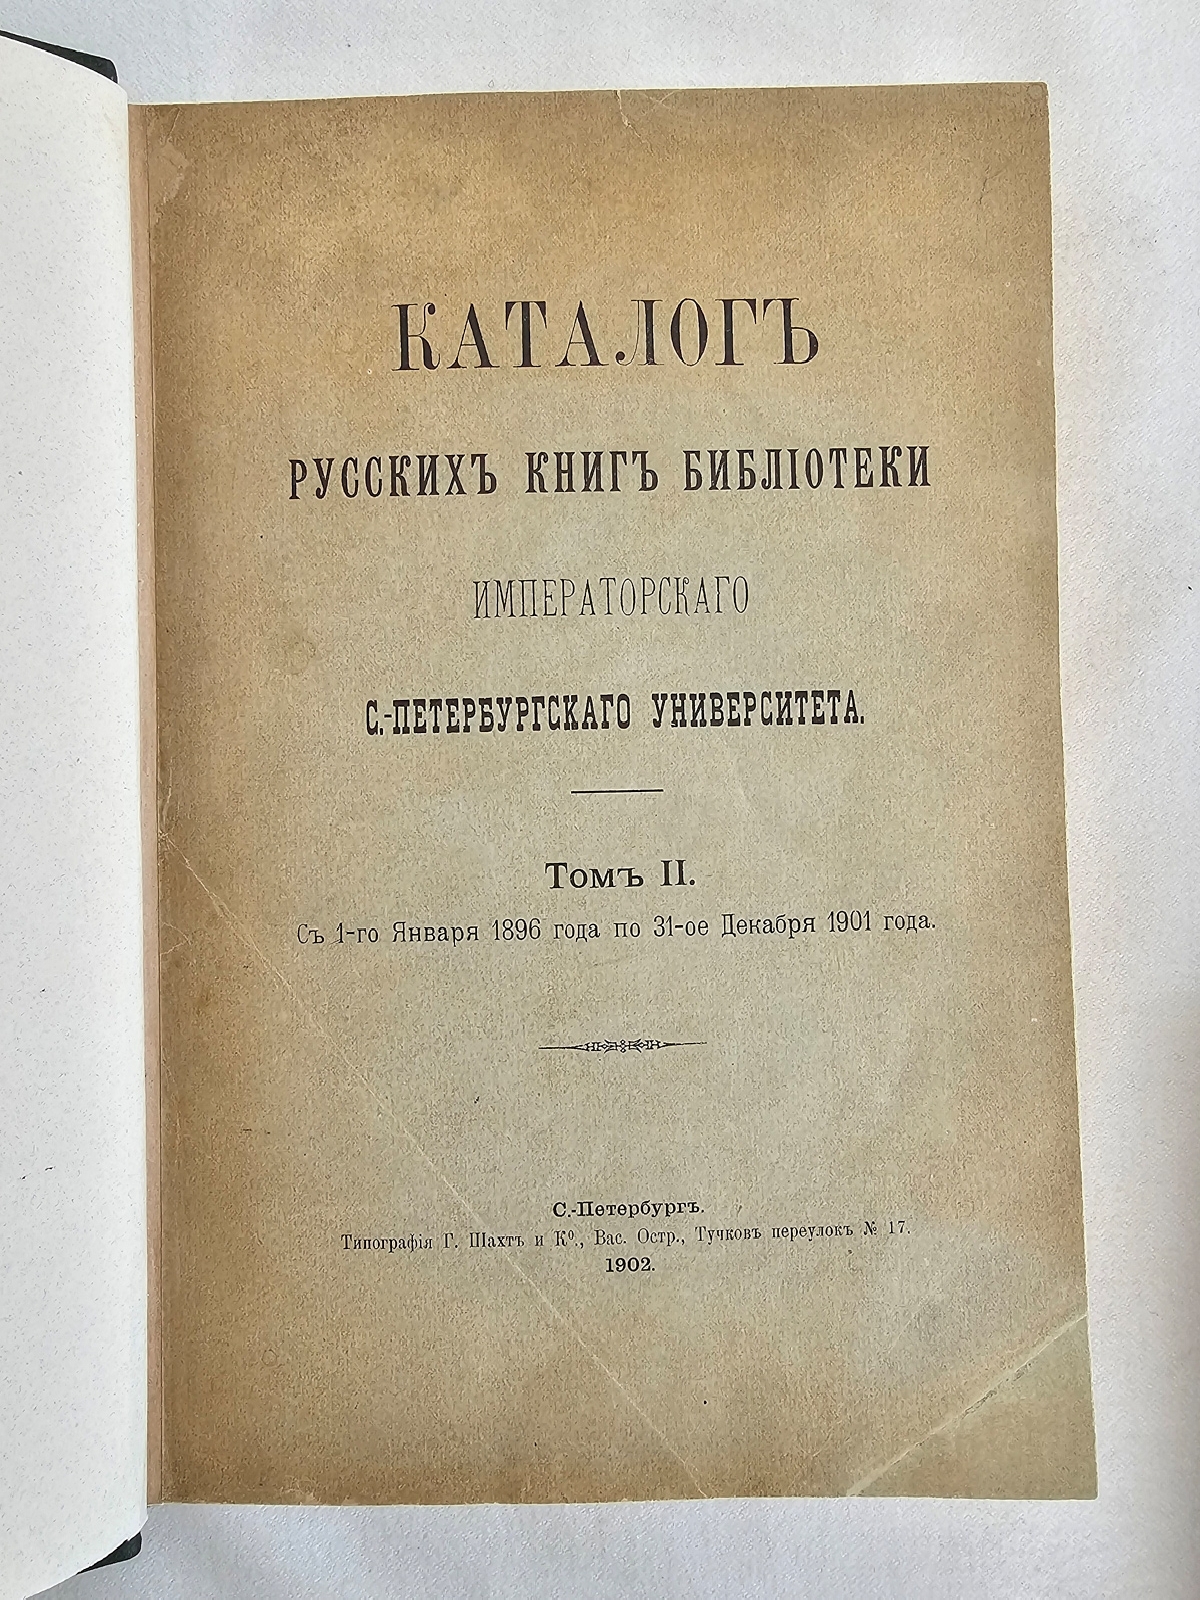 КАТАЛОГЪ
РУССКИХЪ КНИГЪ БИБЛІОТЕКИ
ИМПЕРАТОРСКАГО
С.-ПЕТЕРБУРГСКАГО УНИВЕРСИТЕТА.
Томъ II.
Съ 1-го Января 1896 года по 31-ое Декабря 1901 года.
С.-Петербургъ.
Типографія Г. Шахтъ и Кº., Вас. Остр., Тучковъ переулокъ № 17.
1902.